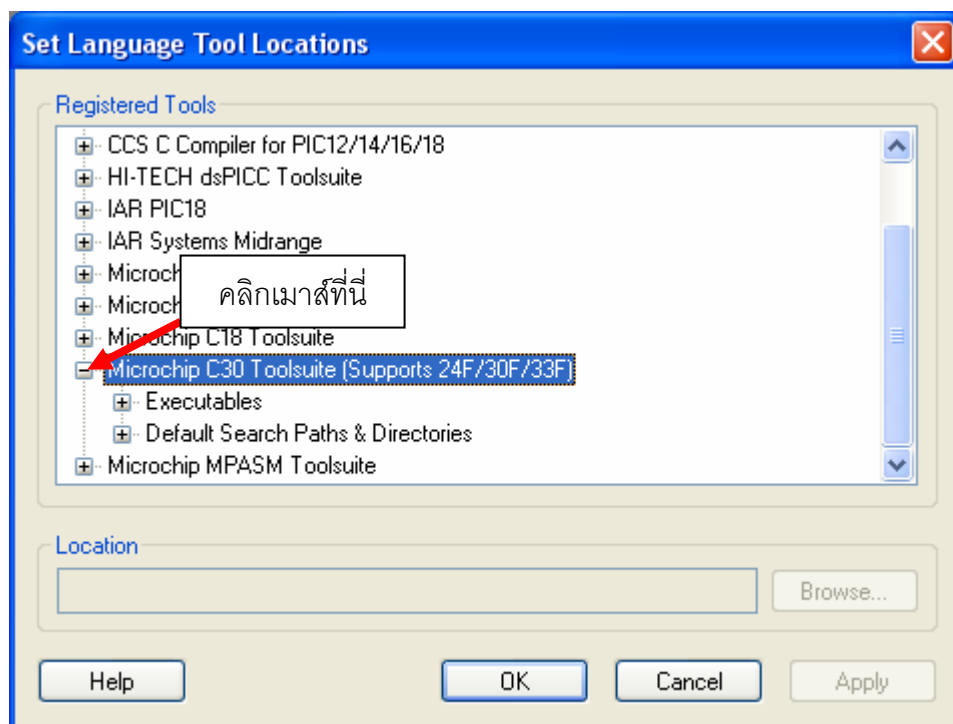 Set Language Tool Locations
Registered Tools
CCS C Compiler for PIC12/14/16/18
HI-TECH dsPICC Toolsuite
IAR PIC18
IAR Systems Midrange
Microch
คลิกเมาส์ที่นี่
Microch
Microchip C18 Toolsuite
Microchip C30 Toolsuite (Supports 24F/30F/33F)
Executables
Default Search Paths & Directories
Microchip MPASM Toolsuite
Location
Browse...
Help
OK
Cancel
Apply